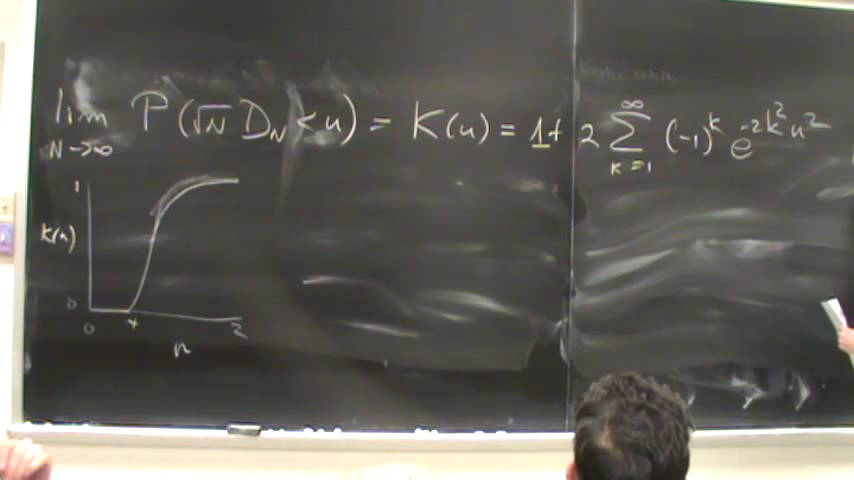 lim P(√N D_N < u) = K(u) = 1 + 2 ∑ (-1)^k e^{-2k²u²}
N→∞
∞
k=1
1
K(u)
0
0
2
u